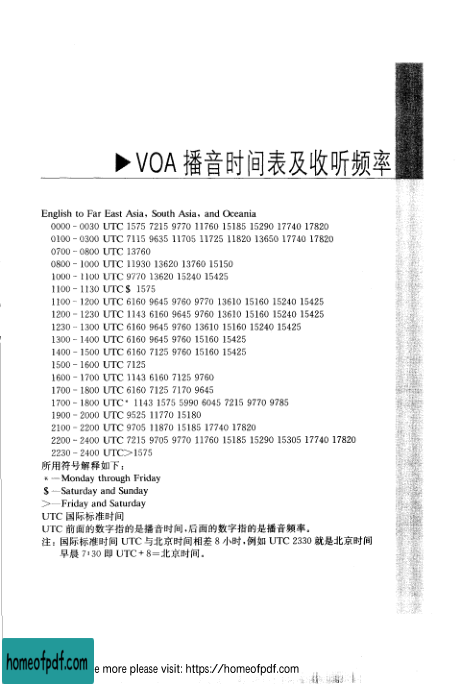 ▶VOA 播音时间表及收听频率
English to Far East Asia, South Asia, and Oceania
0000 - 0030 UTC 1575 7215 9770 11760 15185 15290 17740 17820
0100 - 0300 UTC 7115 9635 11705 11725 11820 13650 17740 17820
0700 - 0800 UTC 13760
0800 - 1000 UTC 11930 13620 13760 15150
1000 - 1100 UTC 9770 13620 15240 15425
1100 - 1130 UTC$ 1575
1100 - 1200 UTC 6160 9645 9760 9770 13610 15160 15240 15425
1200 - 1230 UTC 1143 6160 9645 9760 13610 15160 15240 15425
1230 - 1300 UTC 6160 9645 9760 13610 15160 15240 15425
1300 - 1400 UTC 6160 9645 9760 15160 15425
1400 - 1500 UTC 6160 7125 9760 15160 15425
1500 - 1600 UTC 7125
1600 - 1700 UTC 1143 6160 7125 9760
1700 - 1800 UTC 6160 7125 7170 9645
1700 - 1800 UTC* 1143 1575 5990 6045 7215 9770 9785
1900 - 2000 UTC 9525 11770 15180
2100 - 2200 UTC 9705 11870 15185 17740 17820
2200 - 2400 UTC 7215 9705 9770 11760 15185 15290 15305 17740 17820
2230 - 2400 UTC>1575
所用符号解释如下:
* —Monday through Friday
$ —Saturday and Sunday
>—Friday and Saturday
UTC 国际标准时间
UTC 前面的数字指的是播音时间,后面的数字指的是播音频率。
注: 国际标准时间 UTC 与北京时间相差 8 小时,例如 UTC 2330 就是北京时间
早晨 7:30 即 UTC+8=北京时间。
homeofpdf.com
e more please visit: https://homeofpdf.com